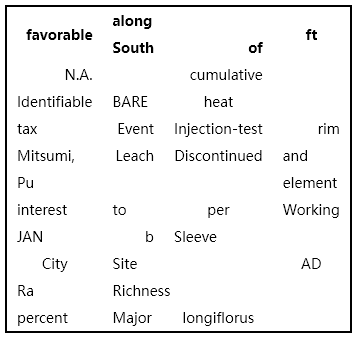 favorable along South of ft
N.A. cumulative
Identifiable BARE heat
tax Event Injection-test rim
Mitsumi, Leach Discontinued and
Pu element
interest to per Working
JAN b Sleeve
City Site AD
Ra Richness
percent Major longiflorus